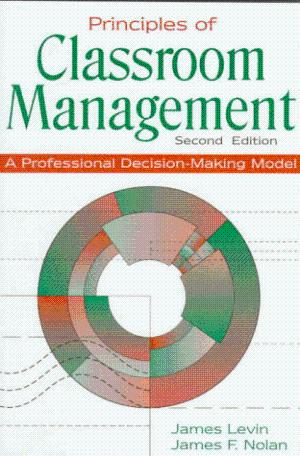 Principles of
Classroom
Management
Second Edition
A Professional Decision-Making Model
James Levin
James F. Nolan